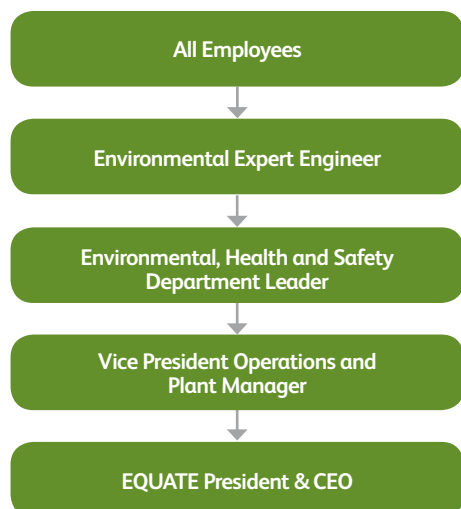 All Employees
Environmental Expert Engineer
Environmental, Health and Safety
Department Leader
Vice President Operations and
Plant Manager
EQUATE President & CEO